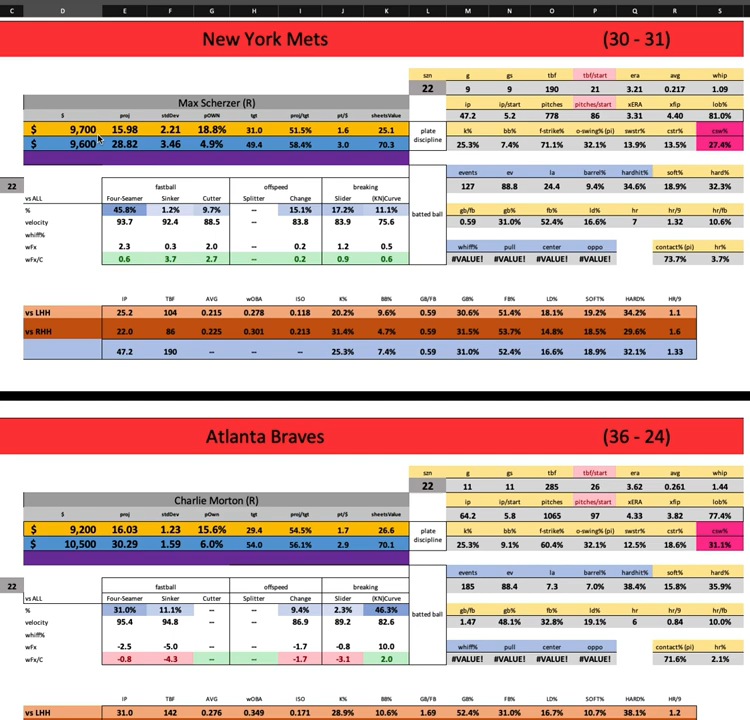 C D E F G H I J K L M N O P Q R S
New York Mets (30 - 31)
szn g gs tbf tbf/start era avg whip
22 9 9 190 21 3.21 0.217 1.09
Max Scherzer (R) ip ip/start pitches pitches/start xERA xfip lob%
$ proj stdDev pOWN tgt proj/tgt pt/$ sheetsValue 47.2 5.2 778 86 3.31 4.40 81.0%
$ 9,700 15.98 2.21 18.8% 31.0 51.5% 1.6 25.1 plate discipline k% bb% f-strike% o-swing% (pi) swstr% cstr% csw%
$ 9,600 28.82 3.46 4.9% 49.4 58.4% 3.0 70.3 25.3% 7.4% 71.1% 32.1% 13.9% 13.5% 27.4%
events ev la barrel% hardhit% soft% hard%
22 fastball offspeed breaking 127 88.8 24.4 9.4% 34.6% 18.9% 32.3%
vs ALL Four-Seamer Sinker Cutter Splitter Change Slider (KN)Curve
% 45.8% 1.2% 9.7% -- 15.1% 17.2% 11.1% batted ball gb/fb gb% fb% ld% hr hr/9 hr/fb
velocity 93.7 92.4 88.5 -- 83.8 83.9 75.6 0.59 31.0% 52.4% 16.6% 7 1.32 10.6%
whiff%
wFx 2.3 0.3 2.0 -- 0.2 1.2 0.5 whiff% pull center oppo contact% (pi) hr%
wFx/C 0.6 3.7 2.7 -- 0.2 0.9 0.6 #VALUE! #VALUE! #VALUE! #VALUE! 73.7% 3.7%
IP TBF AVG wOBA ISO K% BB% GB/FB GB% FB% LD% SOFT% HARD% HR/9
vs LHH 25.2 104 0.215 0.278 0.118 20.2% 9.6% 0.59 30.6% 51.4% 18.1% 19.2% 34.2% 1.1
vs RHH 22.0 86 0.225 0.301 0.213 31.4% 4.7% 0.59 31.5% 53.7% 14.8% 18.5% 29.6% 1.6
47.2 190 -- -- -- 25.3% 7.4% 0.59 31.0% 52.4% 16.6% 18.9% 32.1% 1.33
Atlanta Braves (36 - 24)
szn g gs tbf tbf/start era avg whip
22 11 11 285 26 3.62 0.261 1.44
Charlie Morton (R) ip ip/start pitches pitches/start xERA xfip lob%
$ proj stdDev pOwn tgt proj/tgt pt/$ sheetsValue 64.2 5.8 1065 97 4.33 3.82 77.4%
$ 9,200 16.03 1.23 15.6% 29.4 54.5% 1.7 26.6 plate discipline k% bb% f-strike% o-swing% (pi) swstr% cstr% csw%
$ 10,500 30.29 1.59 6.0% 54.0 56.1% 2.9 70.1 25.3% 9.1% 60.4% 32.1% 12.5% 18.6% 31.1%
events ev la barrel% hardhit% soft% hard%
22 fastball offspeed breaking 185 88.4 7.3 7.0% 38.4% 15.8% 35.9%
vs ALL Four-Seamer Sinker Cutter Splitter Change Slider (KN)Curve
% 31.0% 11.1% -- -- 9.4% 2.3% 46.3% batted ball gb/fb gb% fb% ld% hr hr/9 hr/fb
velocity 95.4 94.8 -- -- 86.9 89.2 82.6 1.47 48.1% 32.8% 19.1% 6 0.84 10.0%
whiff%
wFx -2.5 -5.0 -- -- -1.7 -0.8 10.0 whiff% pull center oppo contact% (pi) hr%
wFx/C -0.8 -4.3 -- -- -1.7 -3.1 2.0 #VALUE! #VALUE! #VALUE! #VALUE! 71.6% 2.1%
IP TBF AVG wOBA ISO K% BB% GB/FB GB% FB% LD% SOFT% HARD% HR/9
vs LHH 31.0 142 0.276 0.349 0.171 28.9% 10.6% 1.69 52.4% 31.0% 16.7% 10.7% 38.1% 1.2